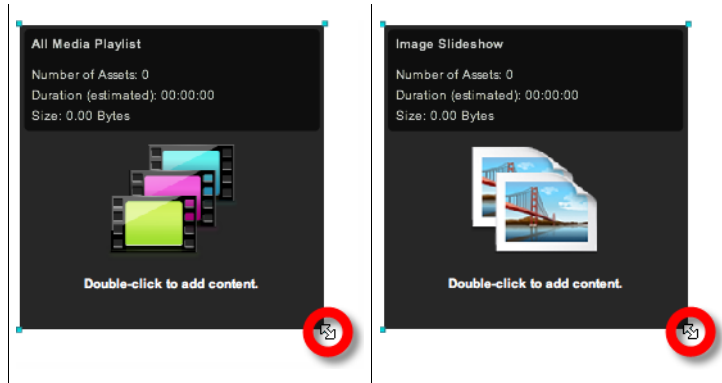 All Media Playlist
Number of Assets: 0
Duration (estimated): 00:00:00
Size: 0.00 Bytes
Double-click to add content.
Image Slideshow
Number of Assets: 0
Duration (estimated): 00:00:00
Size: 0.00 Bytes
Double-click to add content.